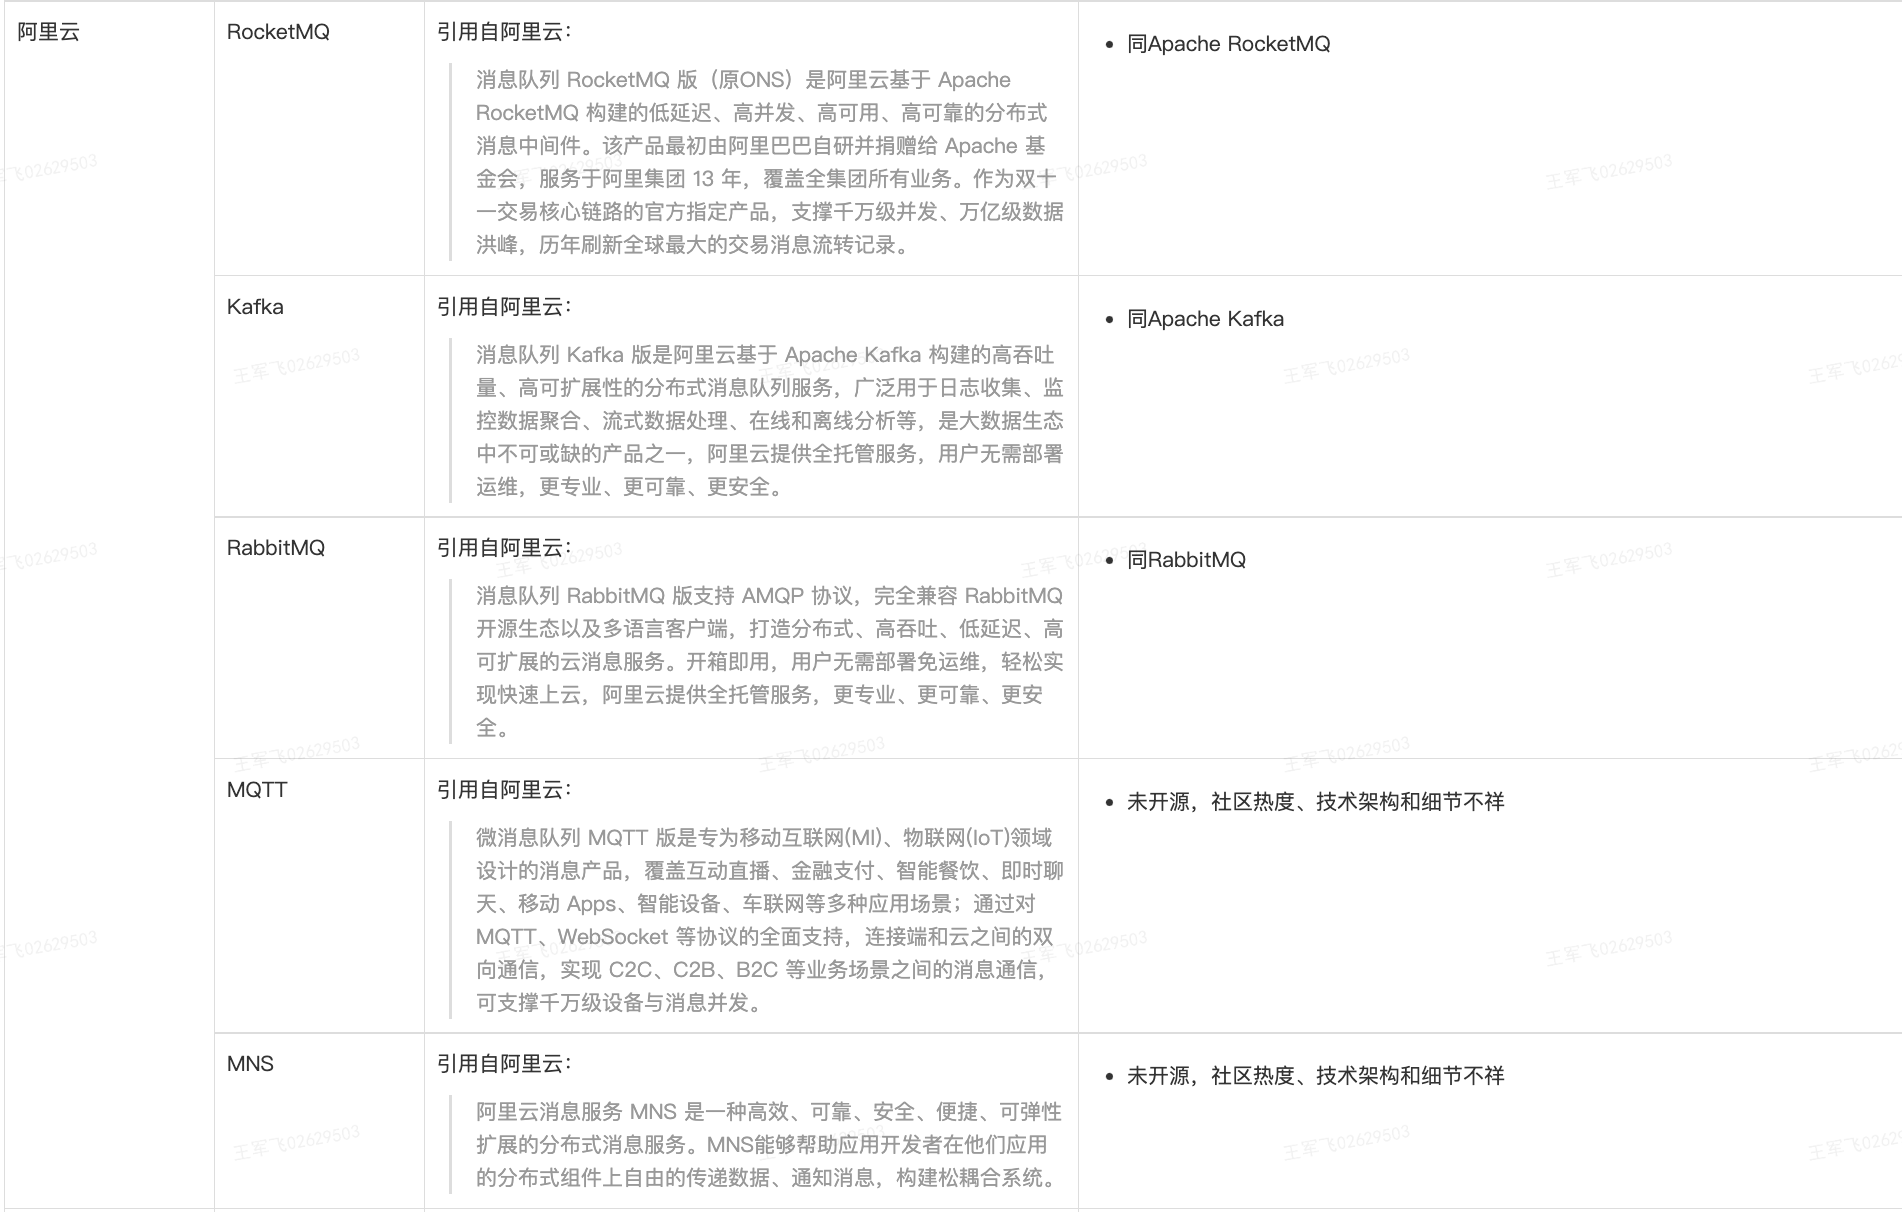 阿里云
RocketMQ
引用自阿里云：
消息队列 RocketMQ 版（原ONS）是阿里云基于 Apache
RocketMQ 构建的低延迟、高并发、高可用、高可靠的分布式
消息中间件。该产品最初由阿里巴巴自研并捐赠给 Apache 基
金会，服务于阿里集团 13 年，覆盖全集团所有业务。作为双十
一交易核心链路的官方指定产品，支撑千万级并发、万亿级数据
洪峰，历年刷新全球最大的交易消息流转记录。
同Apache RocketMQ
Kafka
引用自阿里云：
消息队列 Kafka 版是阿里云基于 Apache Kafka 构建的高吞吐
量、高可扩展性的分布式消息队列服务，广泛用于日志收集、监
控数据聚合、流式数据处理、在线和离线分析等，是大数据生态
中不可或缺的产品之一，阿里云提供全托管服务，用户无需部署
运维，更专业、更可靠、更安全。
同Apache Kafka
RabbitMQ
引用自阿里云：
消息队列 RabbitMQ 版支持 AMQP 协议，完全兼容 RabbitMQ
开源生态以及多语言客户端，打造分布式、高吞吐、低延迟、高
可扩展的云消息服务。开箱即用，用户无需部署免运维，轻松实
现快速上云，阿里云提供全托管服务，更专业、更可靠、更安
全。
同RabbitMQ
MQTT
引用自阿里云：
微消息队列 MQTT 版是专为移动互联网(MI)、物联网(IoT)领域
设计的消息产品，覆盖互动直播、金融支付、智能餐饮、即时聊
天、移动 Apps、智能设备、车联网等多种应用场景；通过对
MQTT、WebSocket 等协议的全面支持，连接端和云之间的双
向通信，实现 C2C、C2B、B2C 等业务场景之间的消息通信，
可支撑千万级设备与消息并发。
未开源，社区热度、技术架构和细节不祥
MNS
引用自阿里云：
阿里云消息服务 MNS 是一种高效、可靠、安全、便捷、可弹性
扩展的分布式消息服务。MNS能够帮助应用开发者在他们应用
的分布式组件上自由的传递数据、通知消息，构建松耦合系统。
未开源，社区热度、技术架构和细节不祥
王军飞02629503